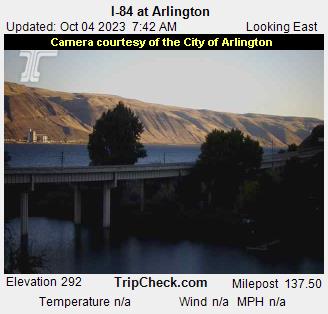 I-84 at Arlington
Updated: Oct 04 2023 7:42 AM Looking East
Camera courtesy of the City of Arlington
Elevation 292 TripCheck.com Milepost 137.50
Temperature n/a Wind n/a MPH n/a